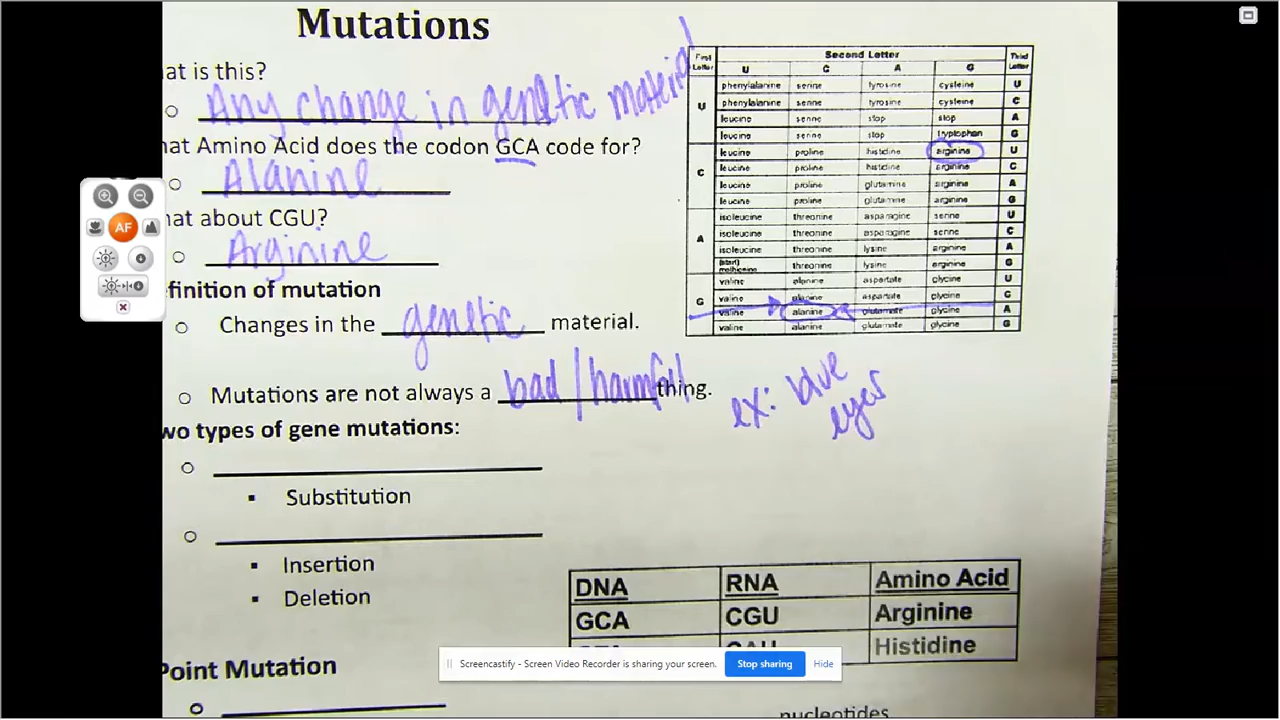 Mutations
at is this?
Any change in genetic material
at Amino Acid does the codon GCA code for?
Alanine
at about CGU?
Arginine
efinition of mutation
Changes in the genetic material.
Mutations are not always a bad/harmful thing.
ex: blue eyes
wo types of gene mutations:
Substitution
Insertion
Deletion
Point Mutation
nucleotides
First Letter Second Letter Third Letter
U C A G
U phenylalanine serine tyrosine cysteine U
phenylalanine serine tyrosine cysteine C
leucine serine stop stop A
leucine serine stop tryptophan G
C leucine proline histidine arginine U
leucine proline histidine arginine C
leucine proline glutamine arginine A
leucine proline glutamine arginine G
A isoleucine threonine asparagine serine U
isoleucine threonine asparagine serine C
isoleucine threonine lysine arginine A
(start) methionine threonine lysine arginine G
G valine alanine aspartate glycine U
valine alanine aspartate glycine C
valine alanine glutamate glycine A
valine alanine glutamate glycine G
DNA RNA Amino Acid
GCA CGU Arginine
Histidine
AF
Screencastify - Screen Video Recorder is sharing your screen. Stop sharing Hide